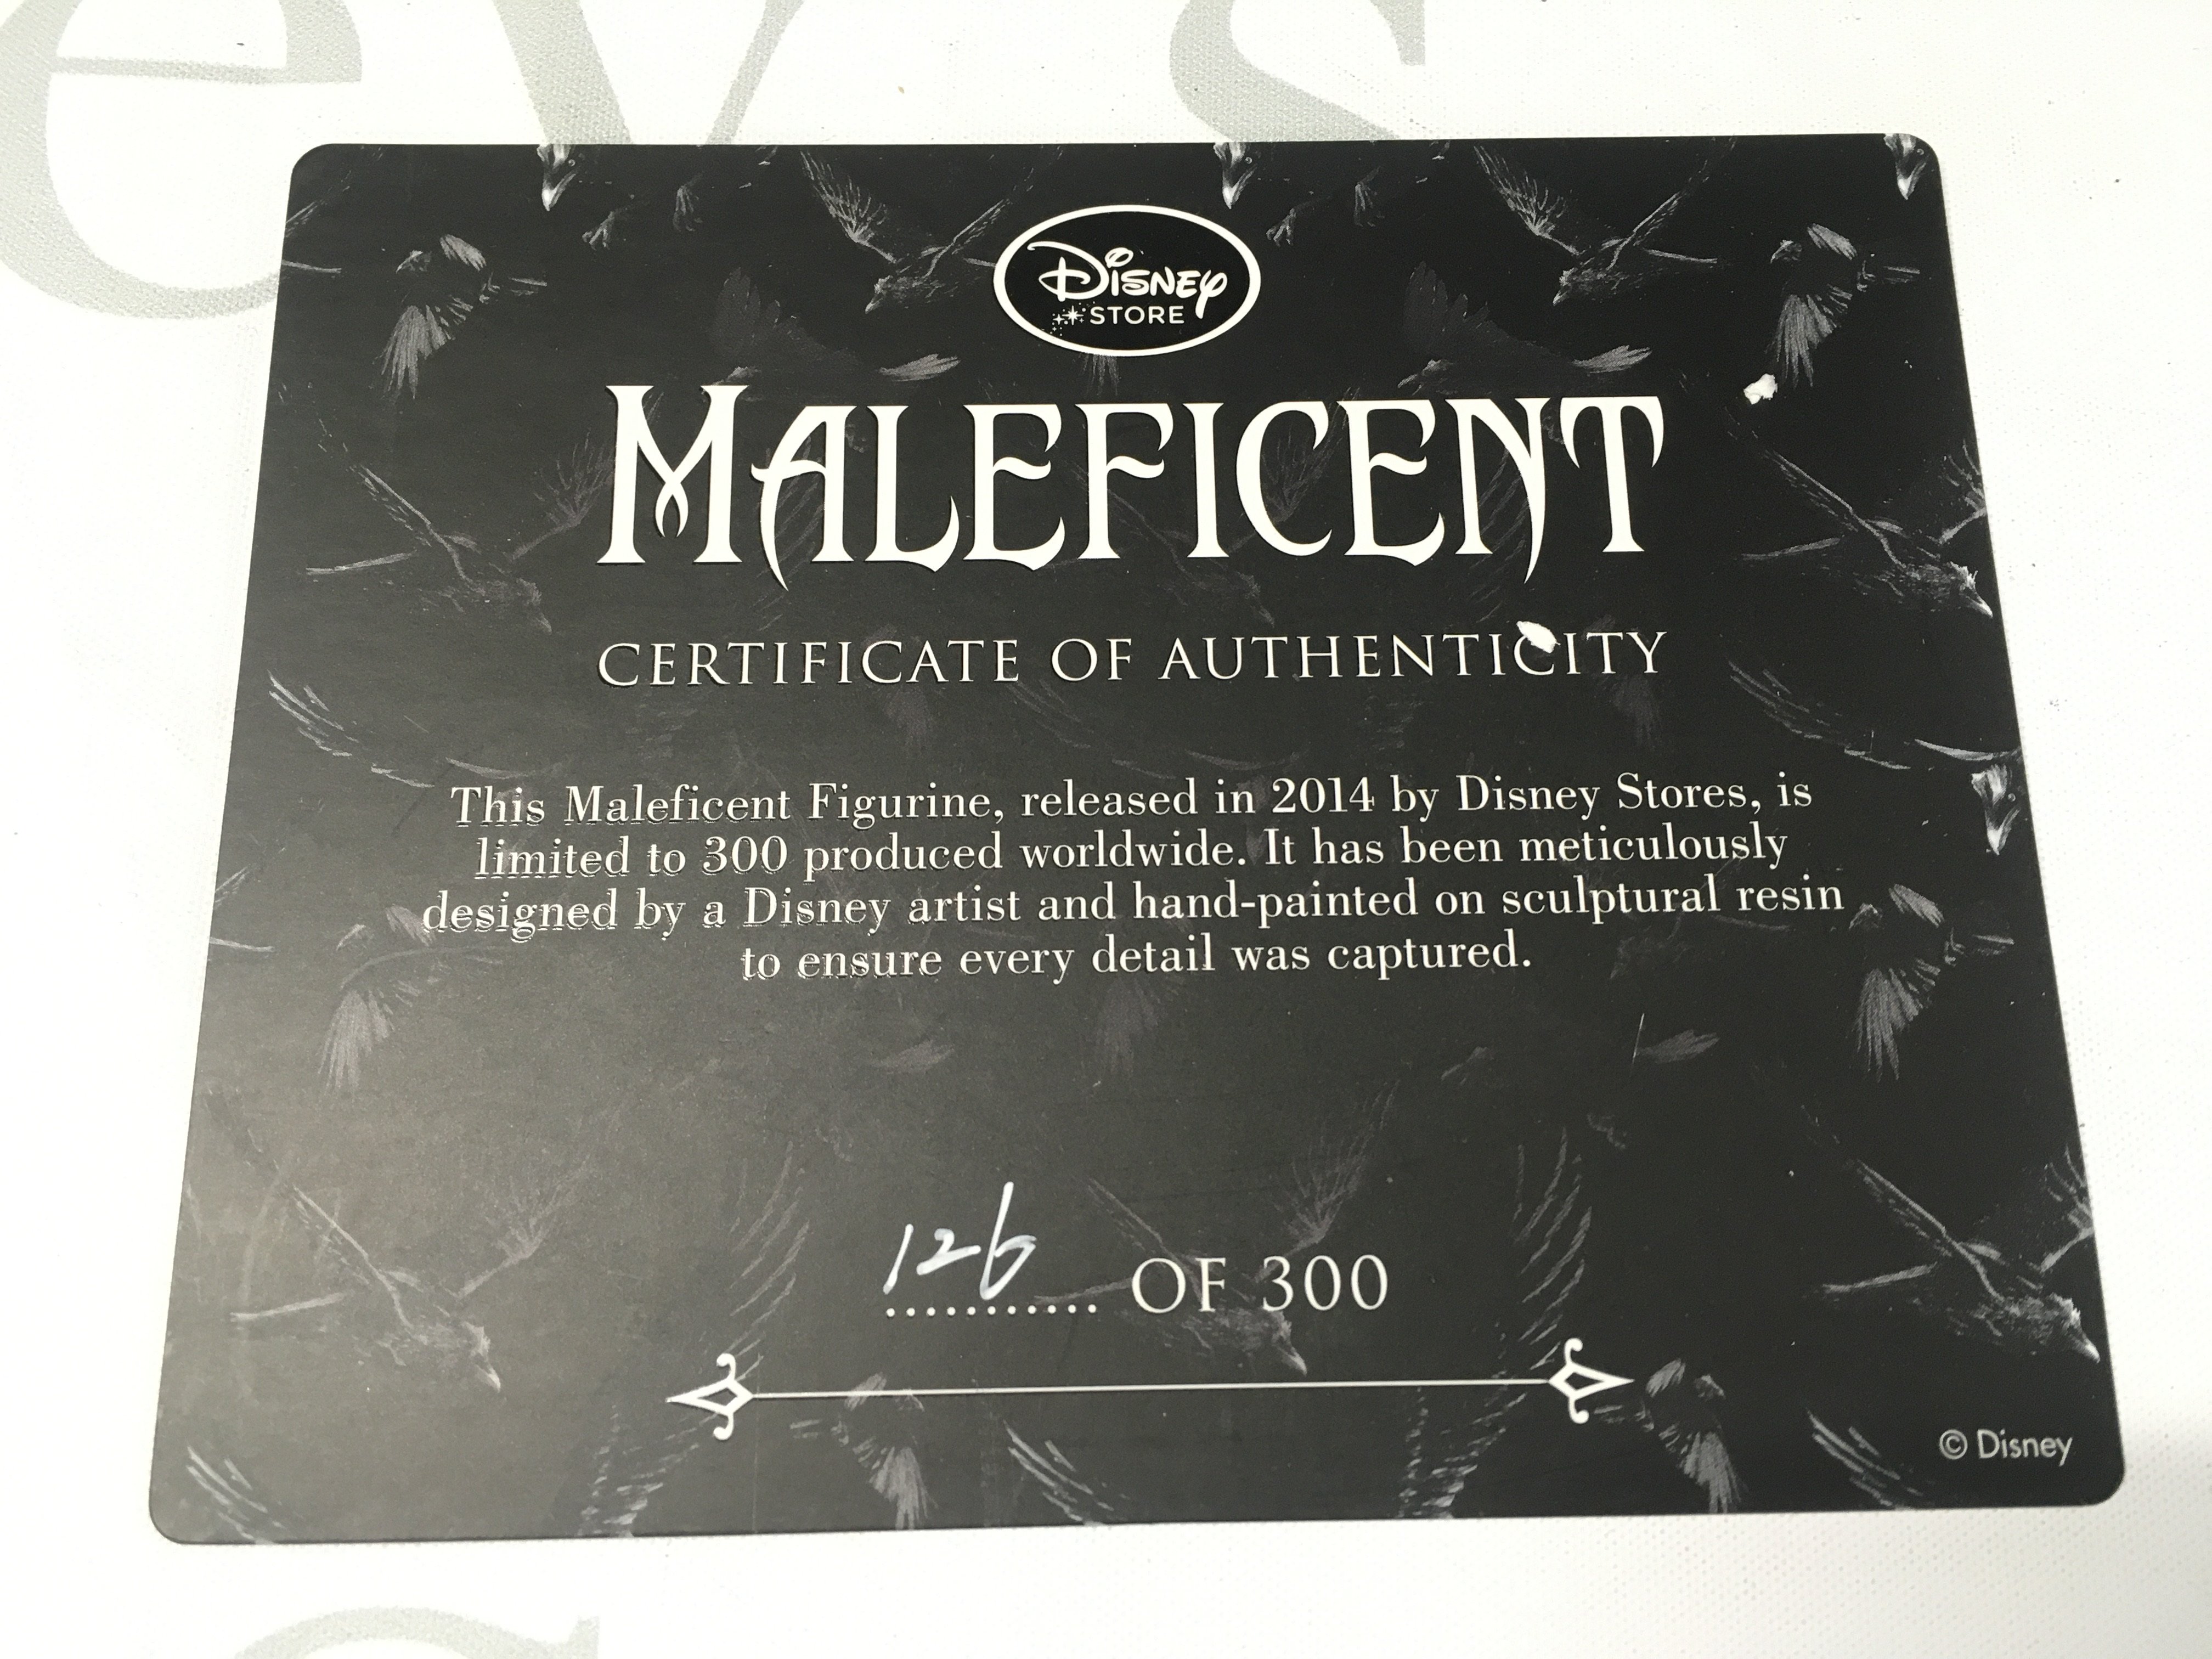 ey s
Disney
STORE
MALEFICENT
CERTIFICATE OF AUTHENTICITY
This Maleficent Figurine, released in 2014 by Disney Stores, is
limited to 300 produced worldwide. It has been meticulously
designed by a Disney artist and hand-painted on sculptural resin
to ensure every detail was captured.
126
........... OF 300
© Disney